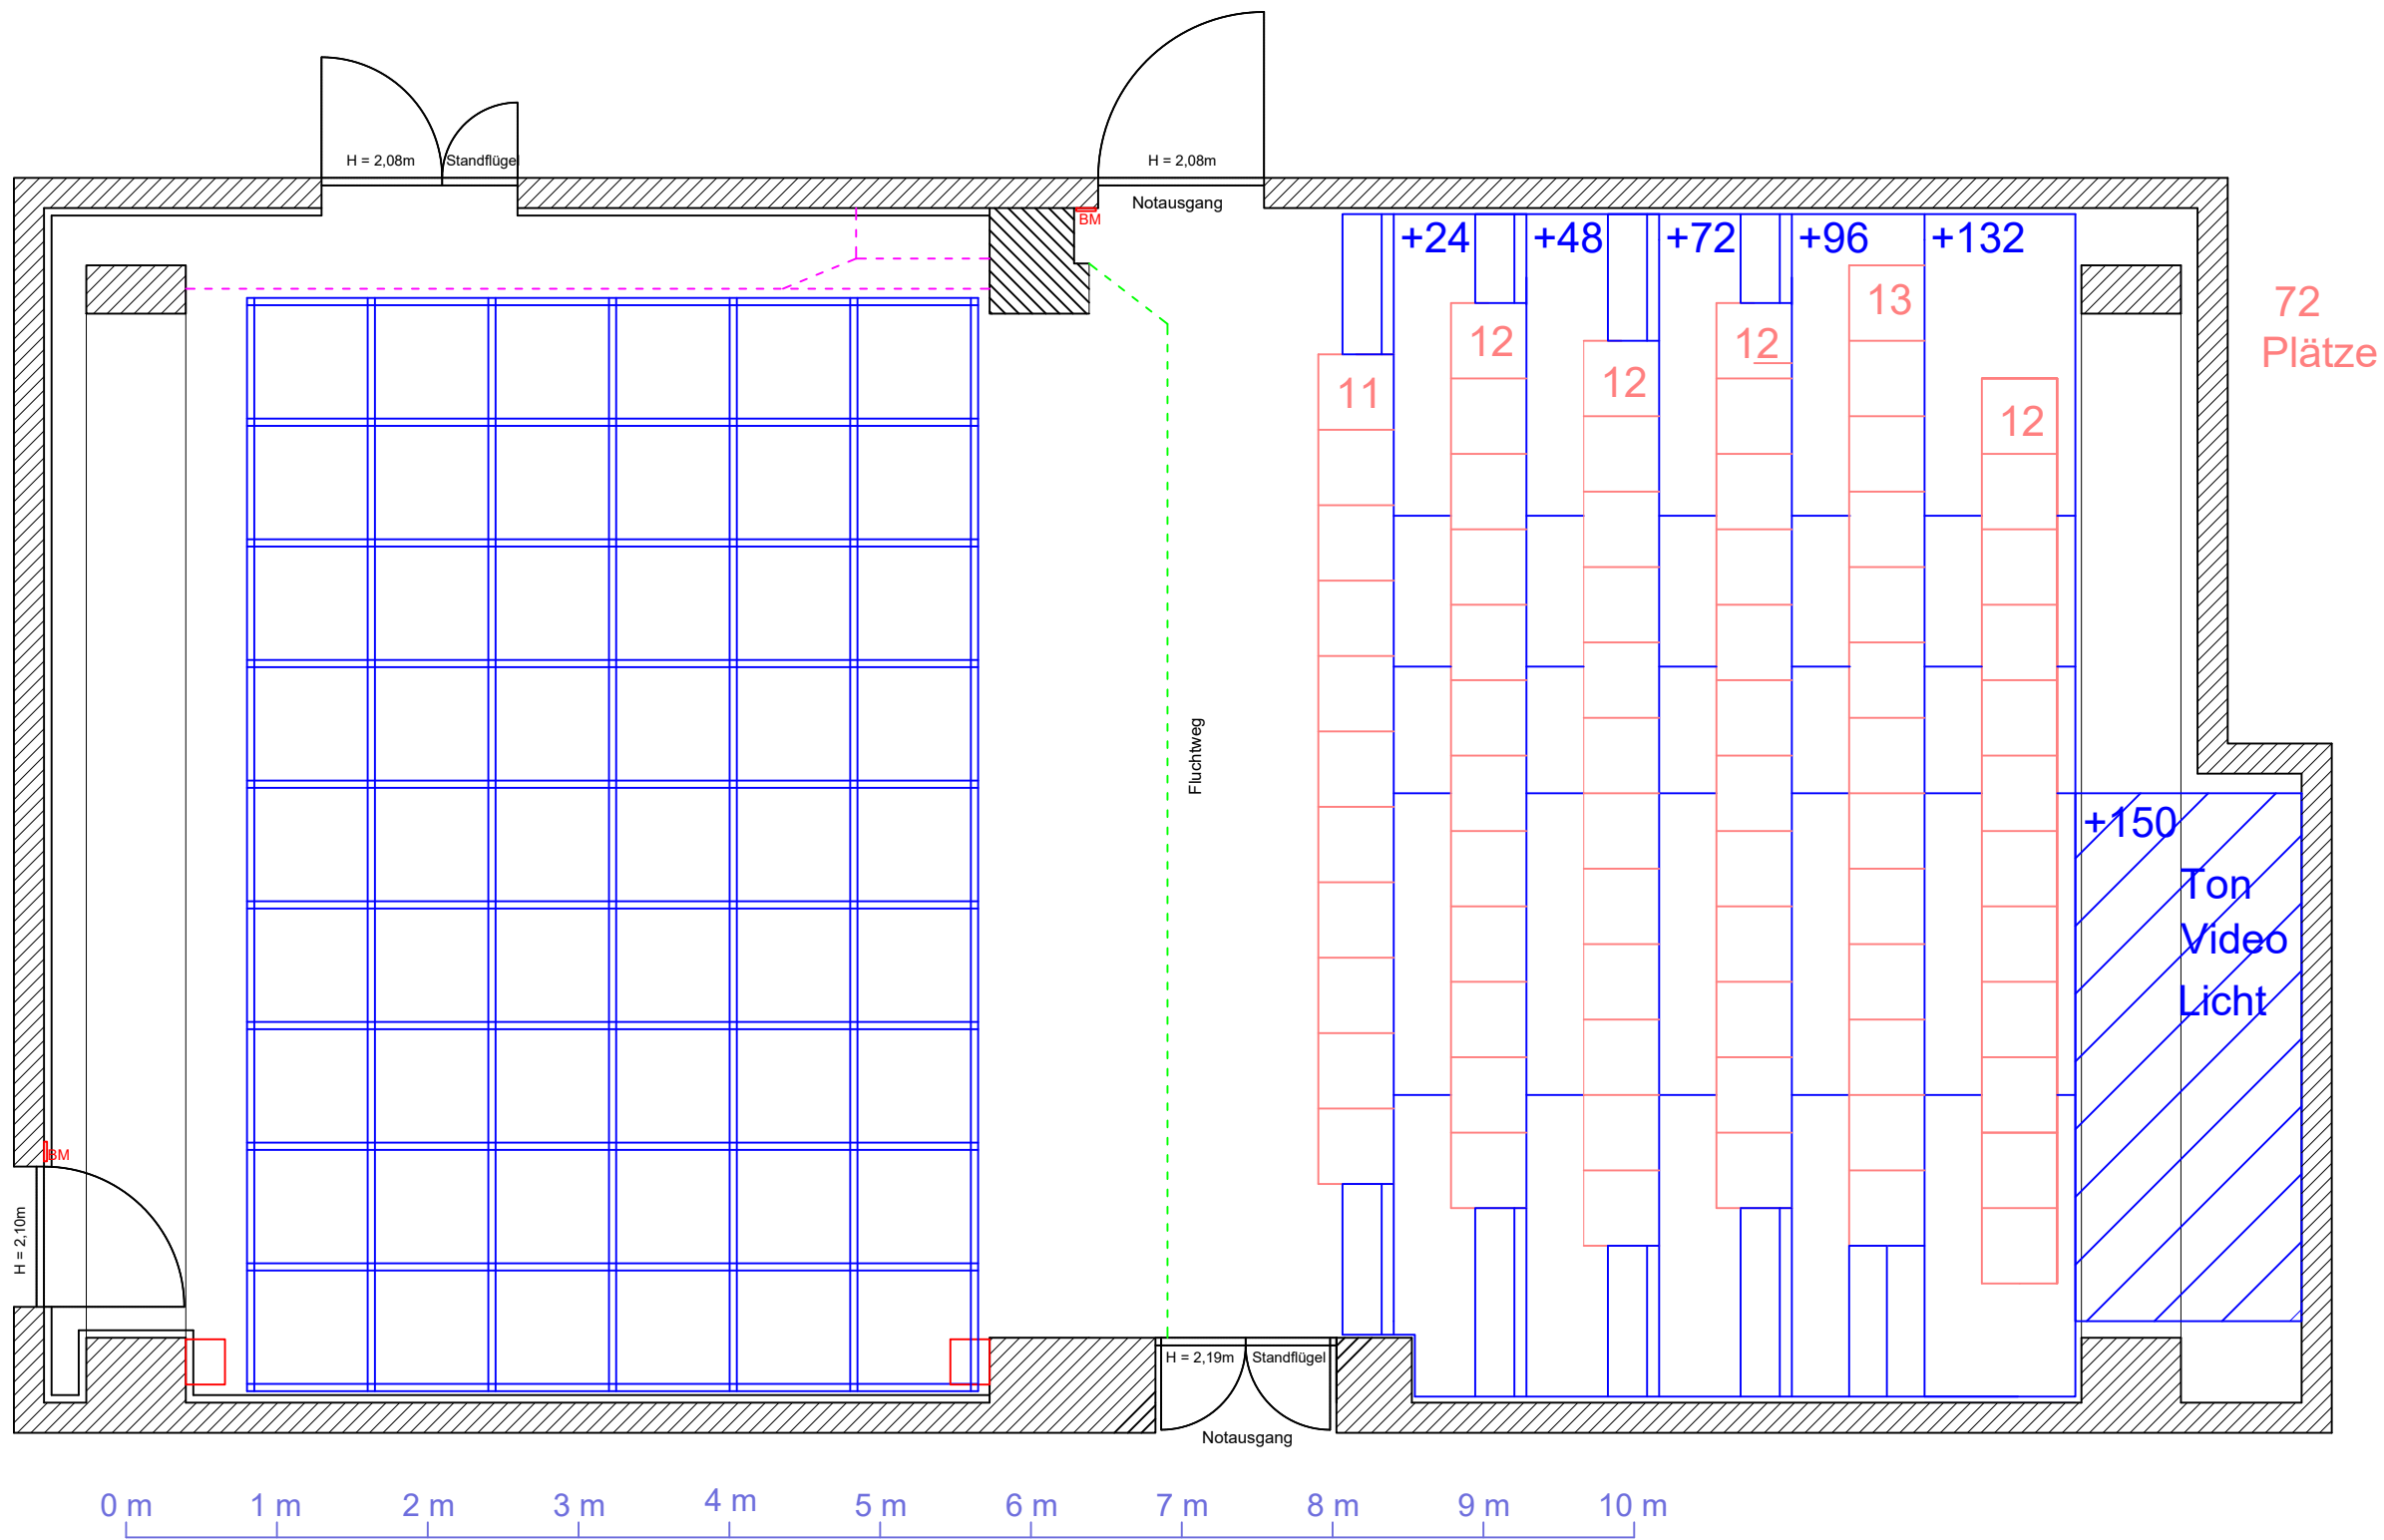 H = 2,08m
Standflügel
H = 2,08m
Notausgang
BM
+24
+48
+72
+96
+132
72
Plätze
11
12
12
12
13
12
Fluchtweg
+150
Ton
Video
Licht
BM
H = 2,10m
H = 2,19m
Standflügel
Notausgang
0 m
1 m
2 m
3 m
4 m
5 m
6 m
7 m
8 m
9 m
10 m